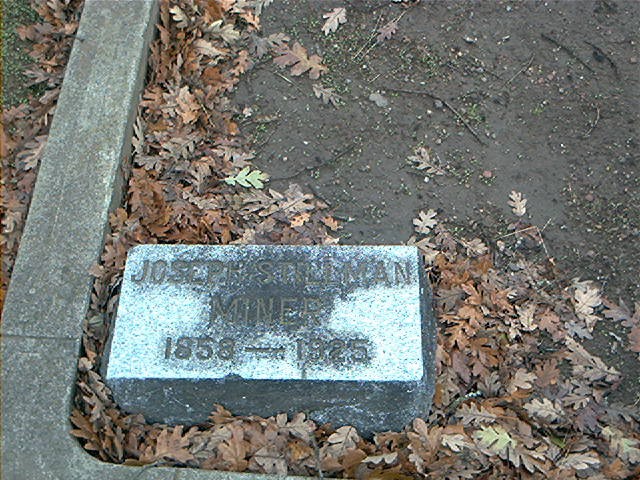 JOSEPH STILLMAN
MINER
1858 — 1925